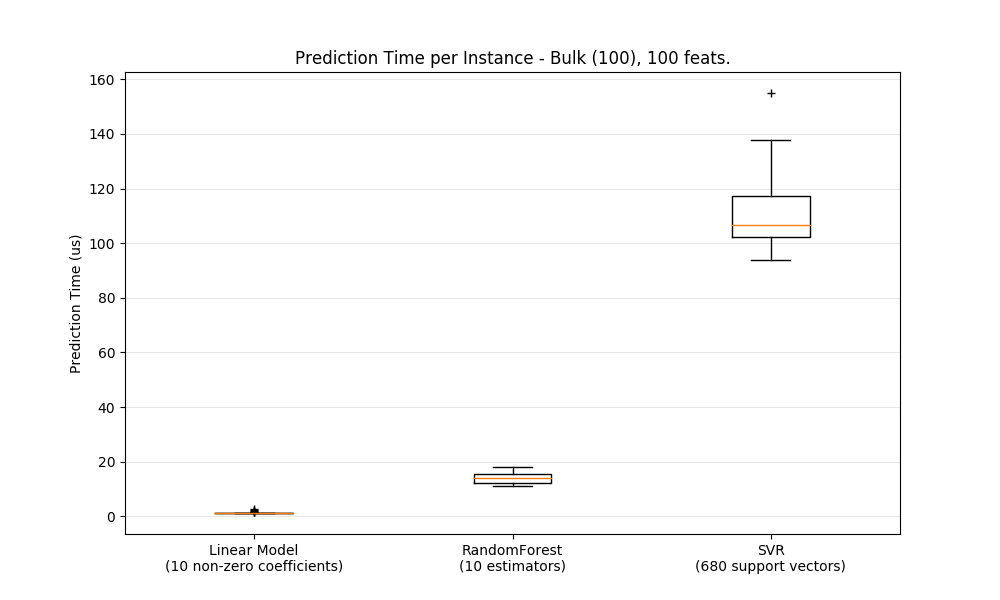 Prediction Time per Instance - Bulk (100), 100 feats.
Prediction Time (us)
160
140
120
100
80
60
40
20
0
Linear Model
(10 non-zero coefficients)
RandomForest
(10 estimators)
SVR
(680 support vectors)